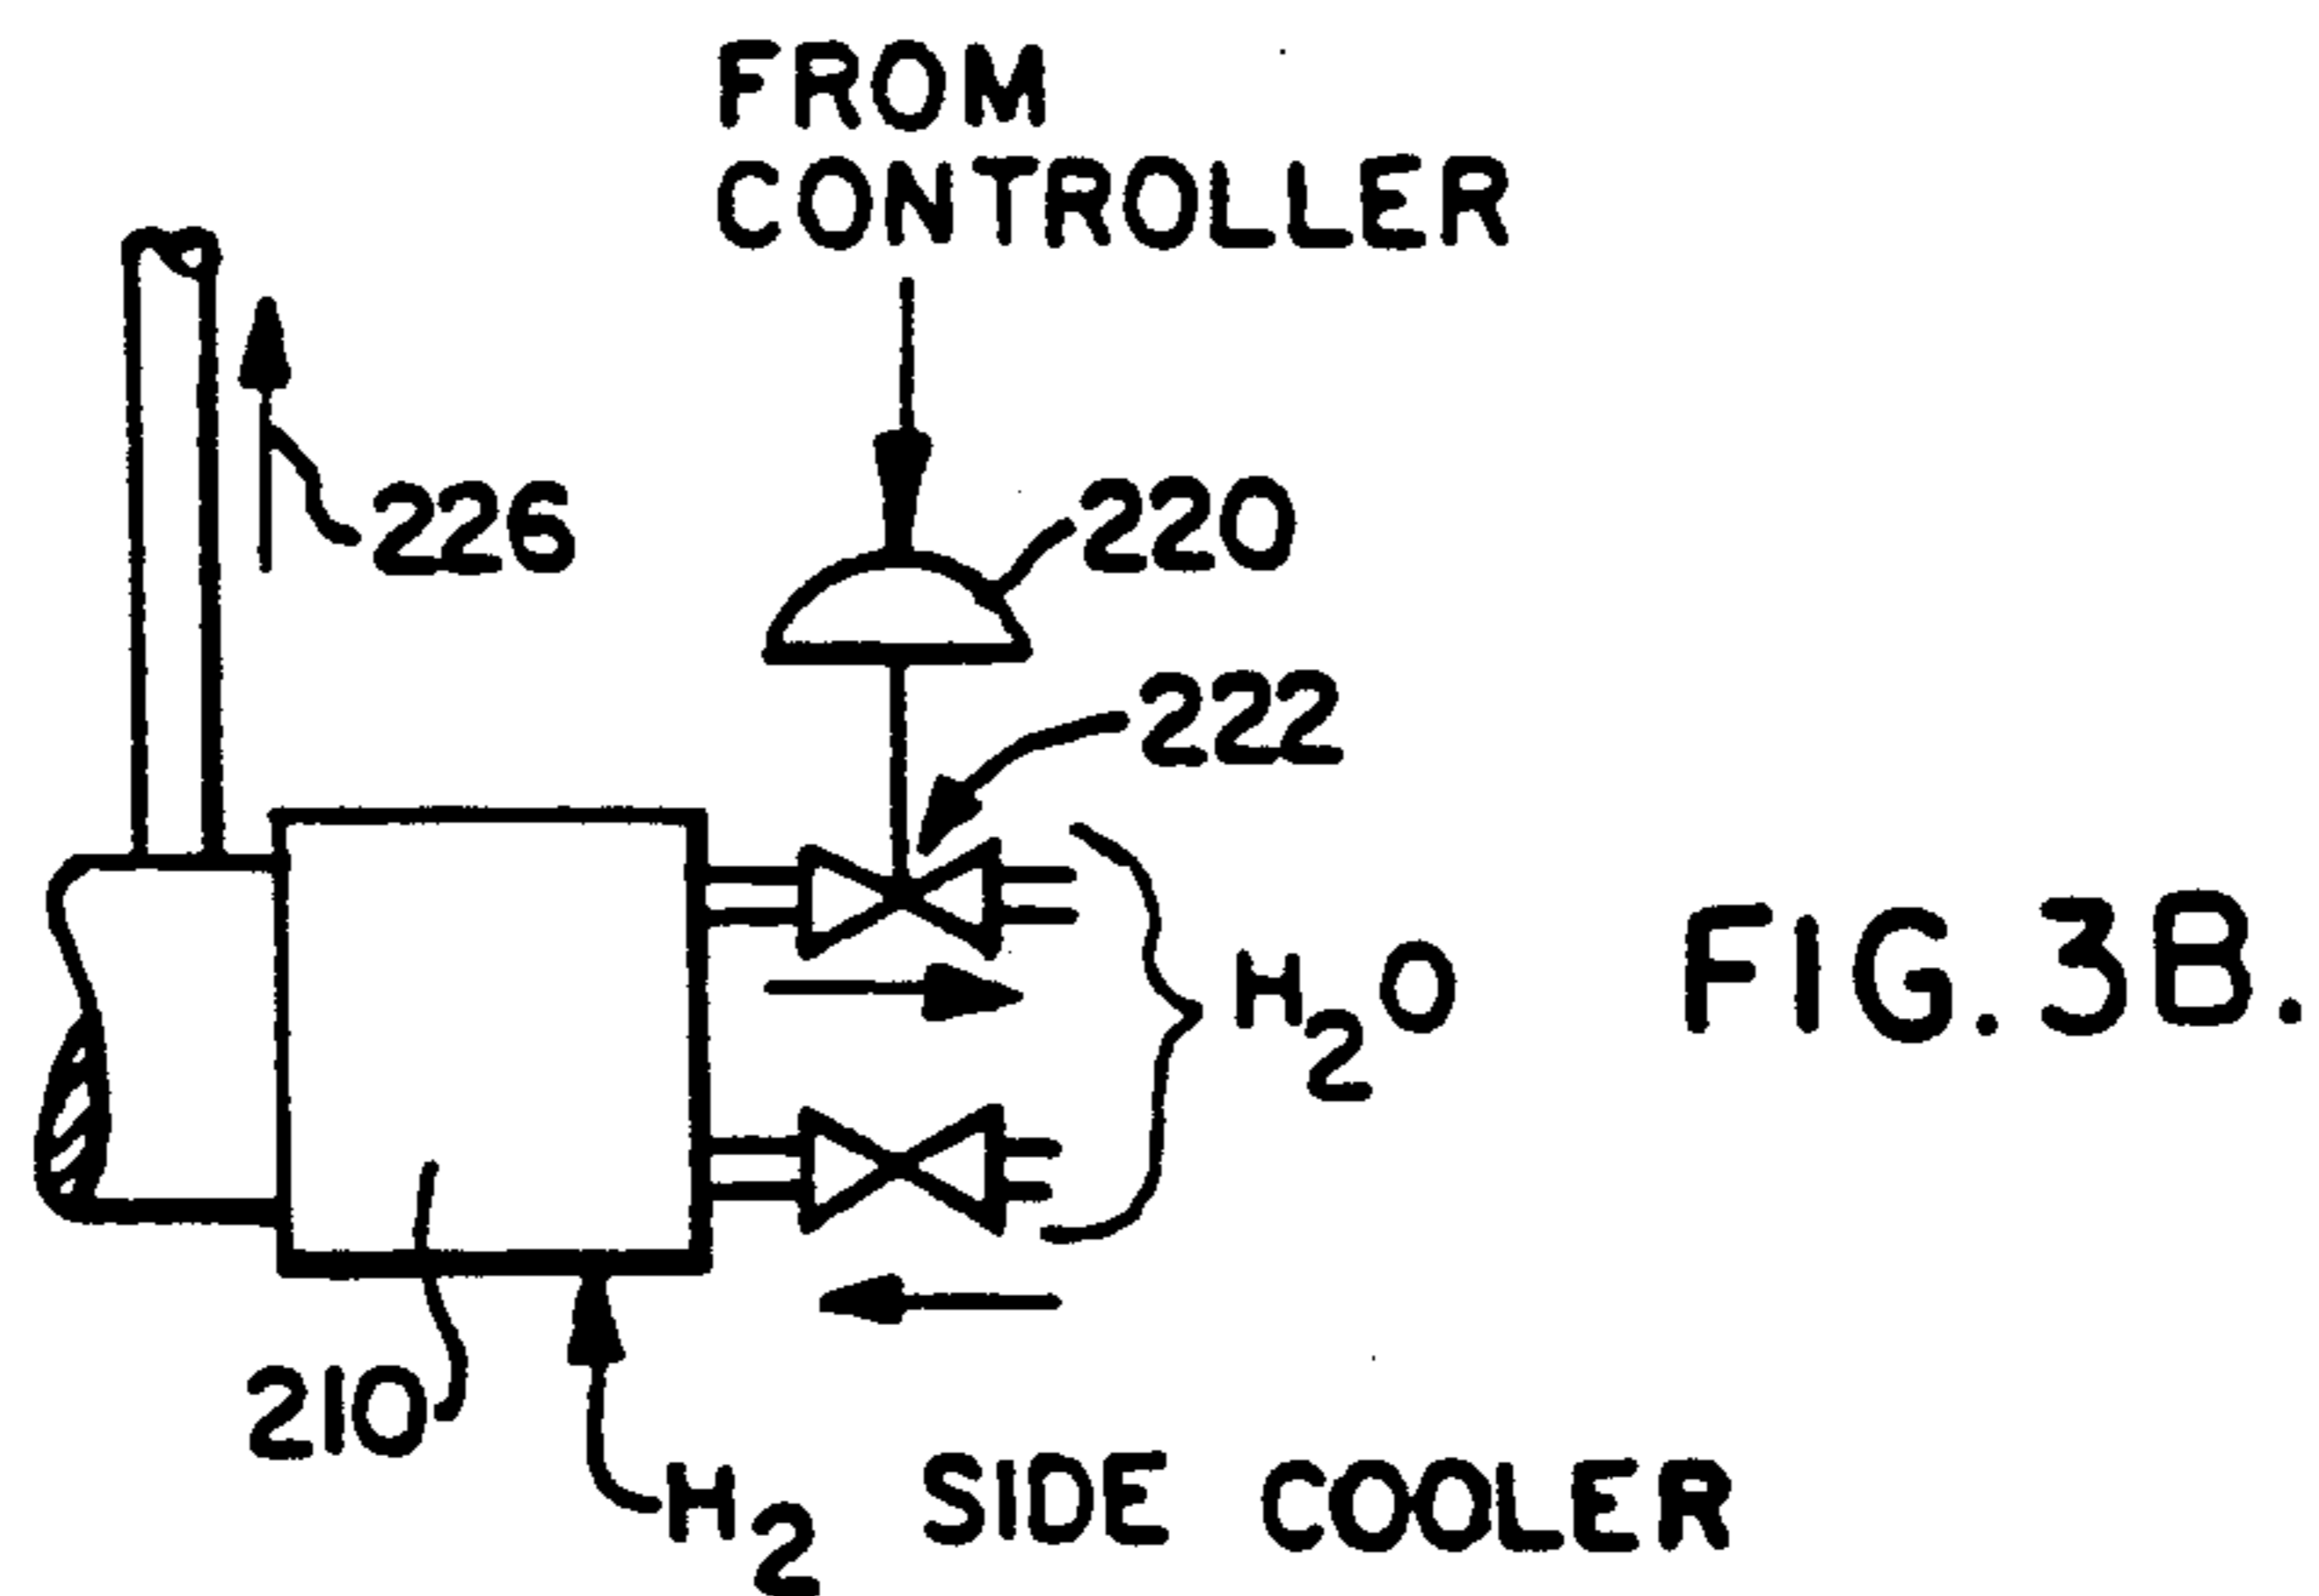 FROM
CONTROLLER
226
220
222
H₂O
FIG. 3B.
210
H₂ SIDE COOLER